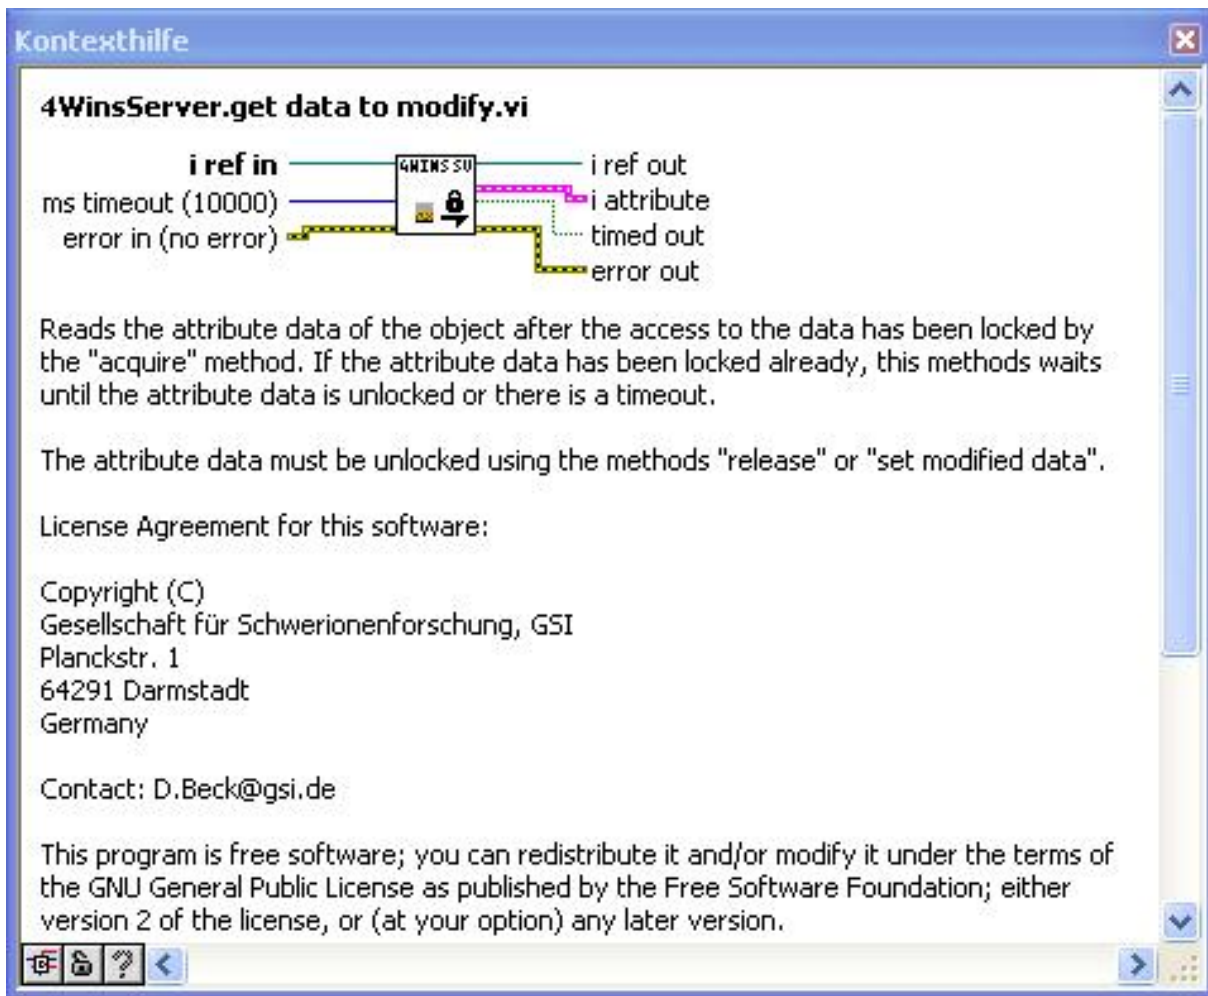 Kontexthilfe
4WinsServer.get data to modify.vi
i ref in
4WINS SV
i ref out
ms timeout (10000)
i attribute
error in (no error)
timed out
error out
Reads the attribute data of the object after the access to the data has been locked by
the "acquire" method. If the attribute data has been locked already, this methods waits
until the attribute data is unlocked or there is a timeout.
The attribute data must be unlocked using the methods "release" or "set modified data".
License Agreement for this software:
Copyright (C)
Gesellschaft für Schwerionenforschung, GSI
Planckstr. 1
64291 Darmstadt
Germany
Contact: D.Beck@gsi.de
This program is free software; you can redistribute it and/or modify it under the terms of
the GNU General Public License as published by the Free Software Foundation; either
version 2 of the license, or (at your option) any later version.
?